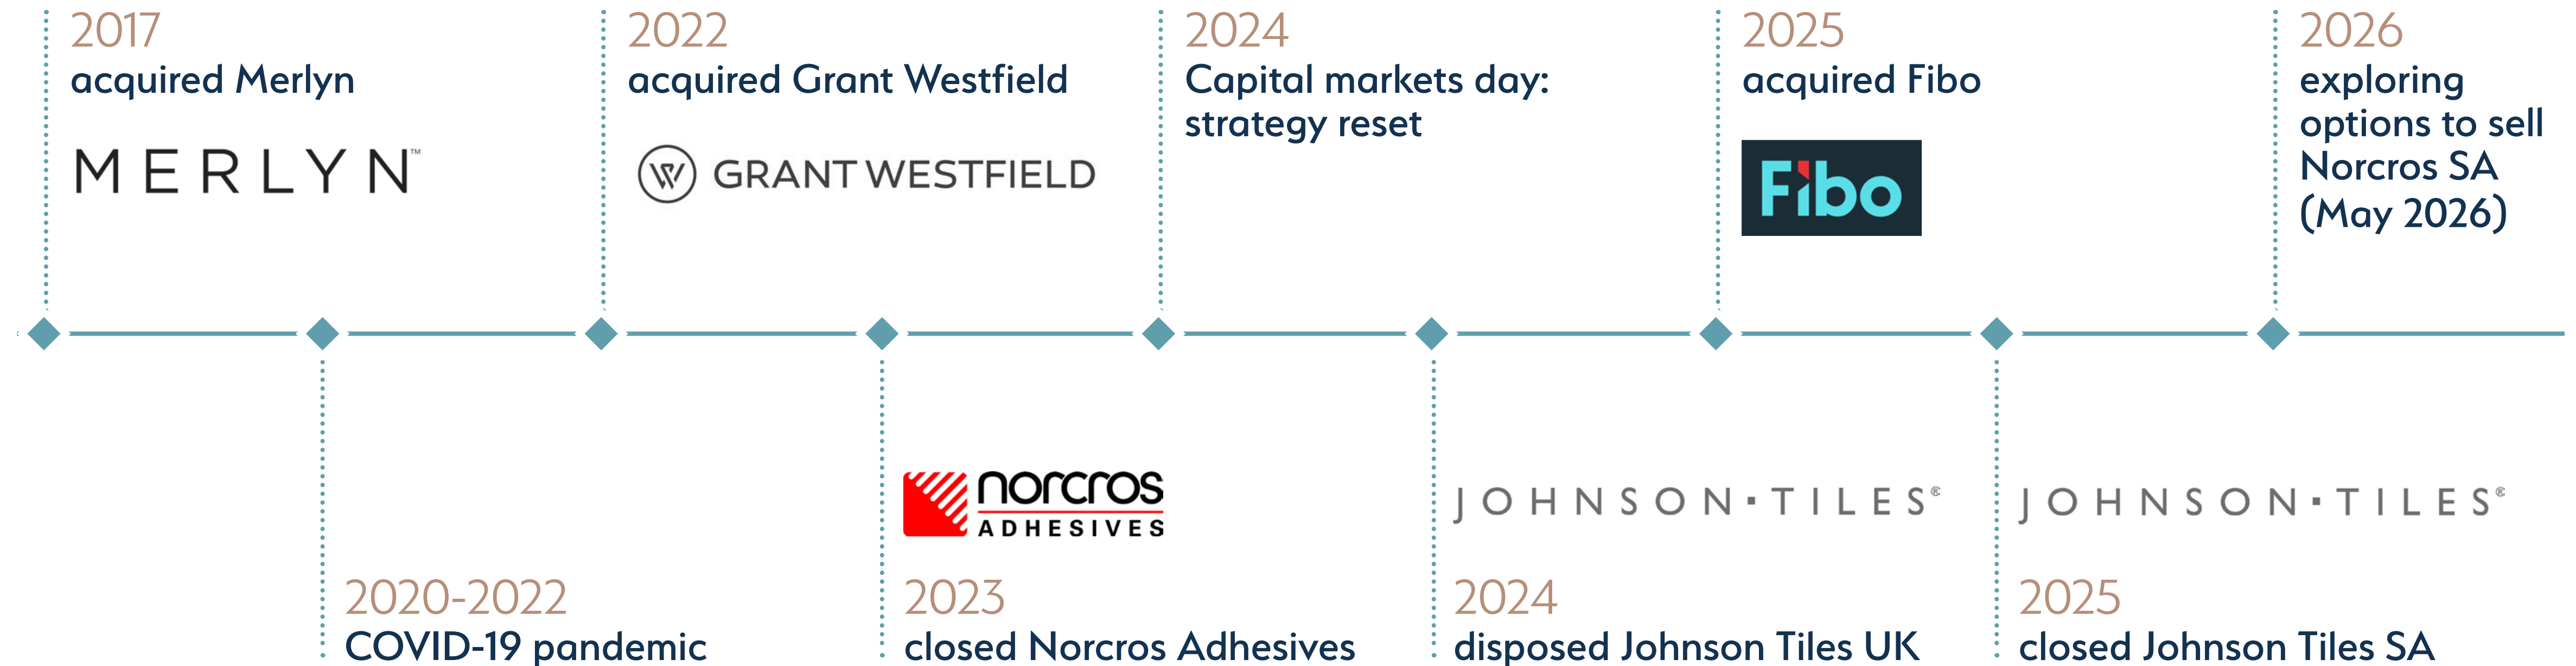 2017
acquired Merlyn
MERLYN™
2020-2022
COVID-19 pandemic
2022
acquired Grant Westfield
GRANT WESTFIELD
norcros
ADHESIVES
2023
closed Norcros Adhesives
2024
Capital markets day:
strategy reset
JOHNSON▪TILES®
2024
disposed Johnson Tiles UK
2025
acquired Fibo
Fibo
JOHNSON▪TILES®
2025
closed Johnson Tiles SA
2026
exploring
options to sell
Norcros SA
(May 2026)